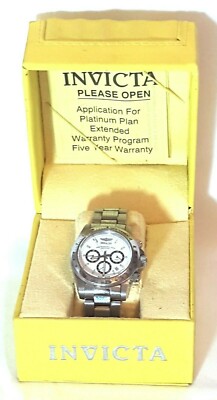 INVICTA
PLEASE OPEN
Application For
Platinum Plan
Extended
Warranty Program
Five Year Warranty
INVICTA